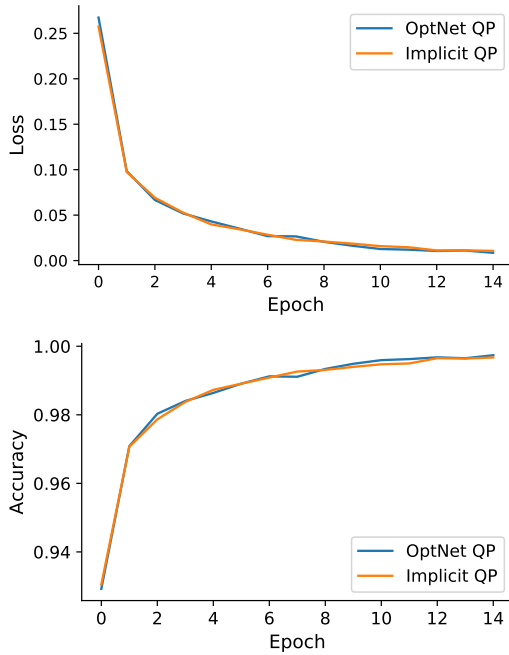 0.25
0.20
0.15
0.10
0.05
0.00
Loss
OptNet QP
Implicit QP
0 2 4 6 8 10 12 14
Epoch
1.00
0.98
0.96
0.94
Accuracy
OptNet QP
Implicit QP
0 2 4 6 8 10 12 14
Epoch